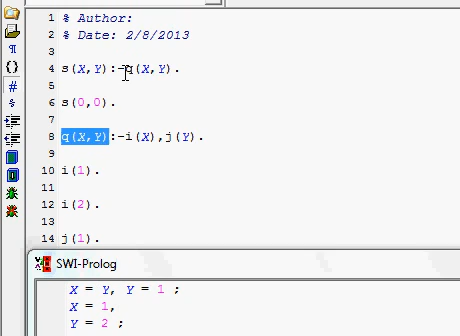 1 % Author:
2 % Date: 2/8/2013
3
4 s(X,Y):-q(X,Y).
5
6 s(0,0).
7
8 q(X,Y):-i(X),j(Y).
9
10 i(1).
11
12 i(2).
13
14 j(1).
SWI-Prolog
X = Y, Y = 1 ;
X = 1,
Y = 2 ;